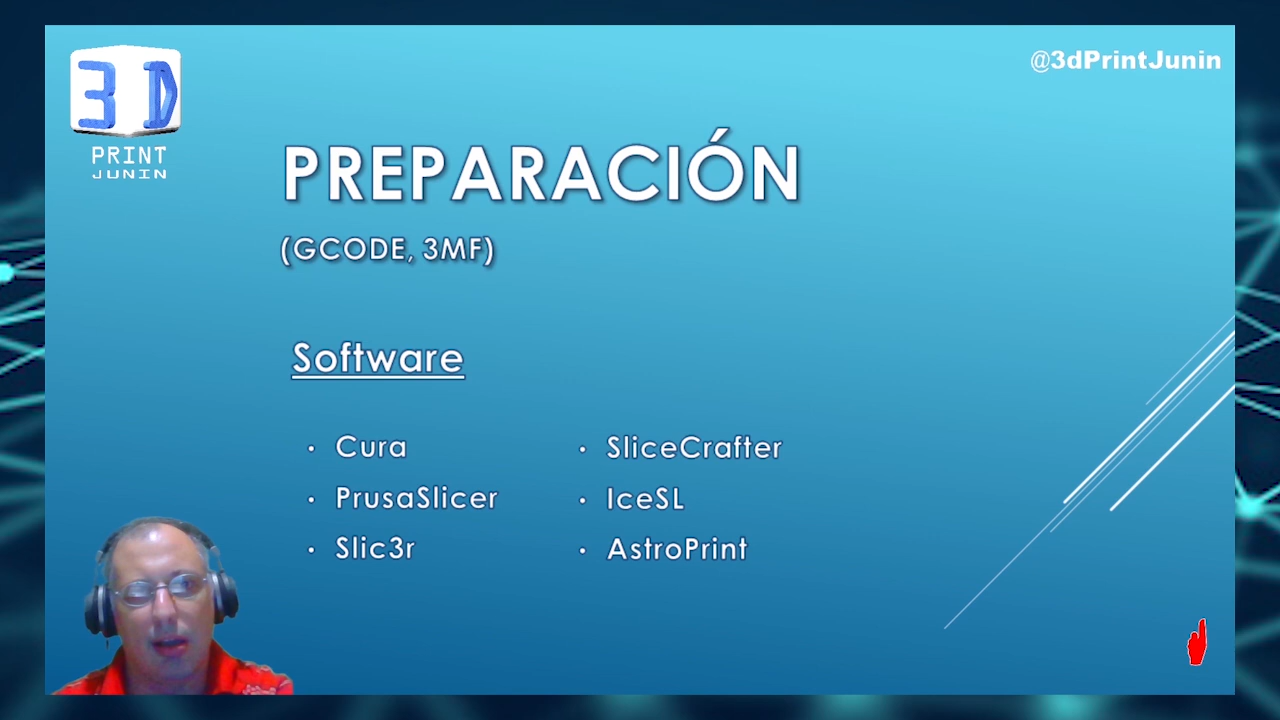 3D
PRINT
JUNIN
@3dPrintJunin
PREPARACIÓN
(GCODE, 3MF)
Software
• Cura
• PrusaSlicer
• Slic3r
• SliceCrafter
• IceSL
• AstroPrint